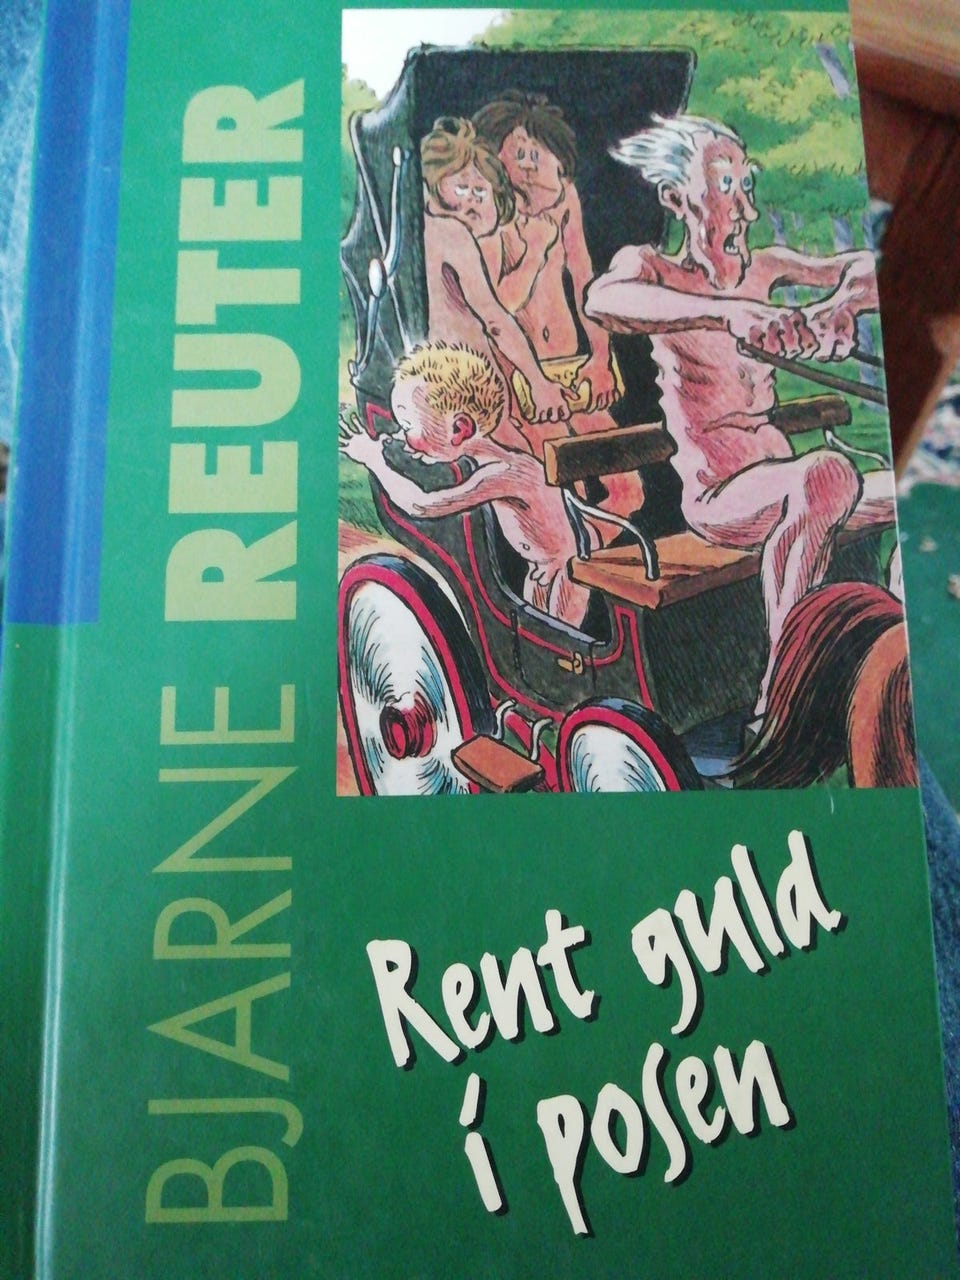 BJARNE REUTER
Rent guld
i posen